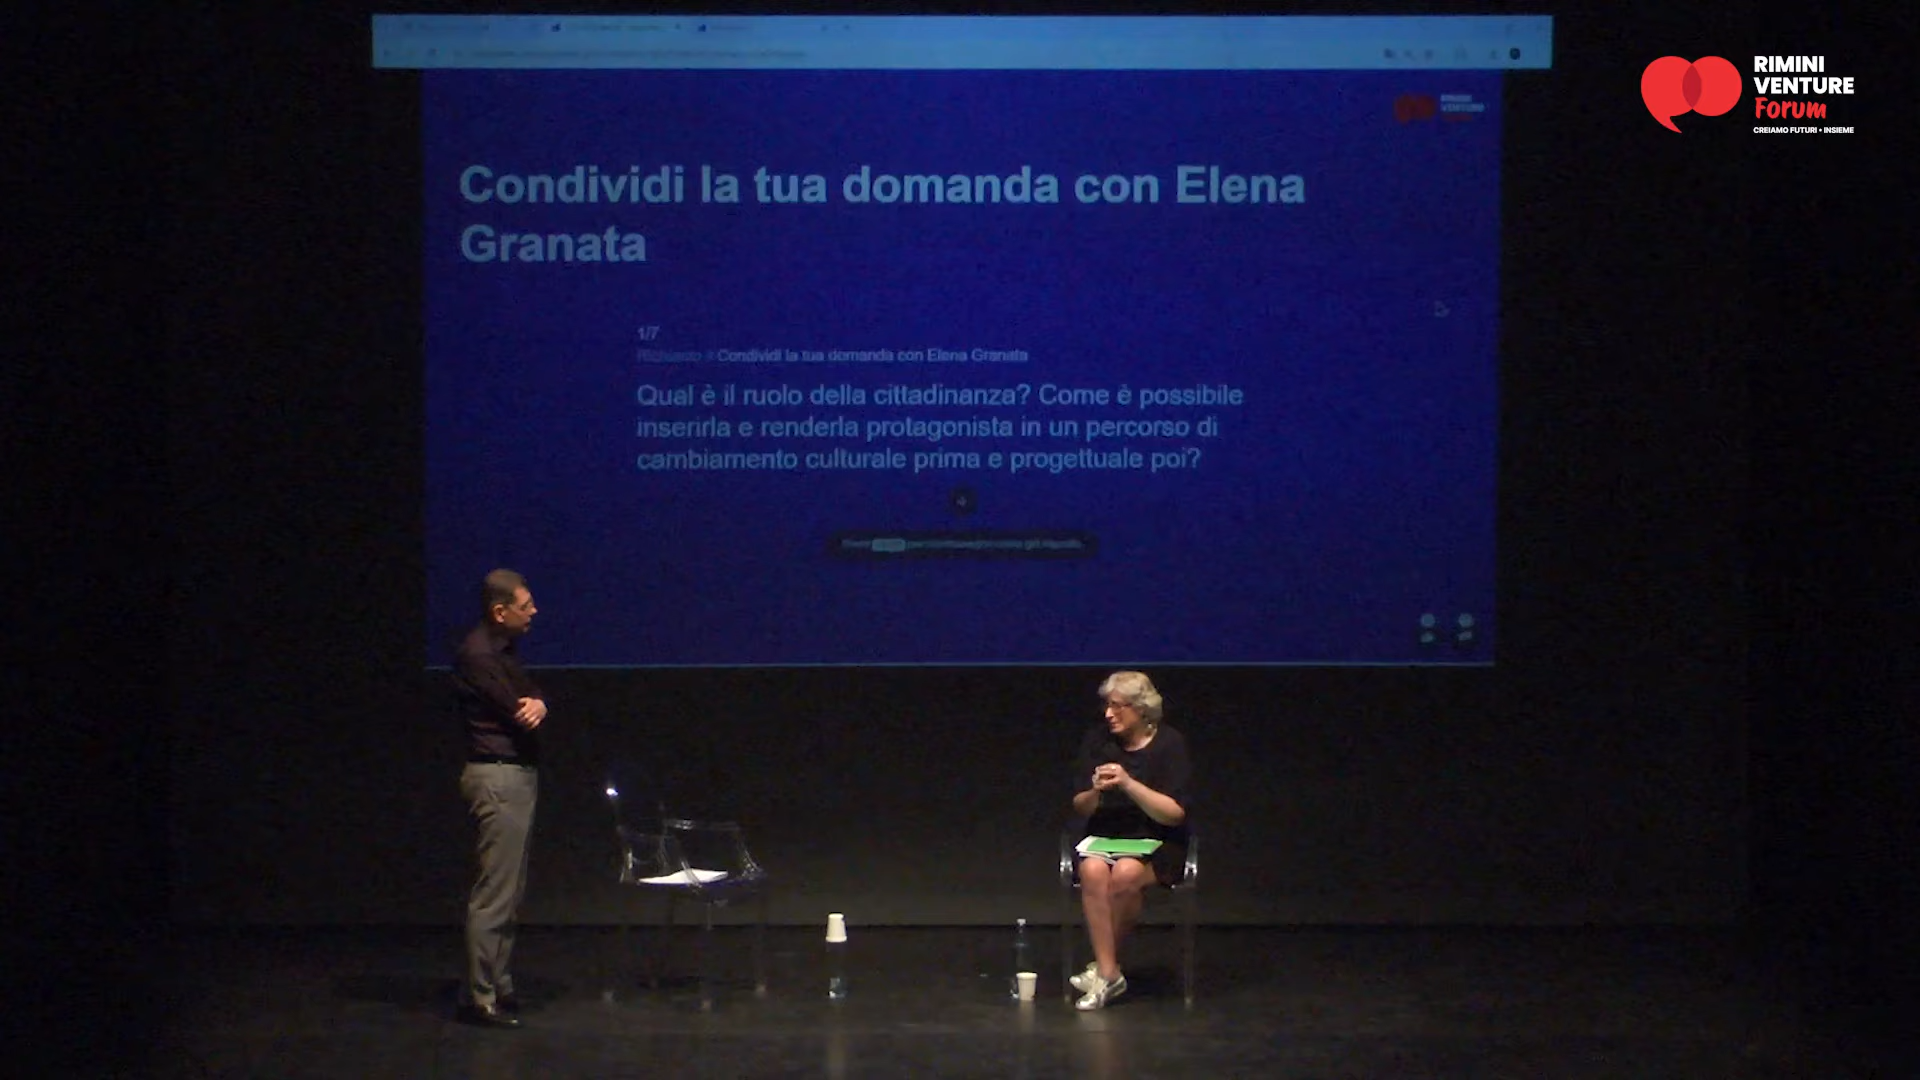 RIMINI
VENTURE
Forum
CREIAMO FUTURI • INSIEME
Condividi la tua domanda con Elena
Granata
1/7
Condividi la tua domanda con Elena Granata
Qual è il ruolo della cittadinanza? Come è possibile
inserirla e renderla protagonista in un percorso di
cambiamento culturale prima e progettuale poi?